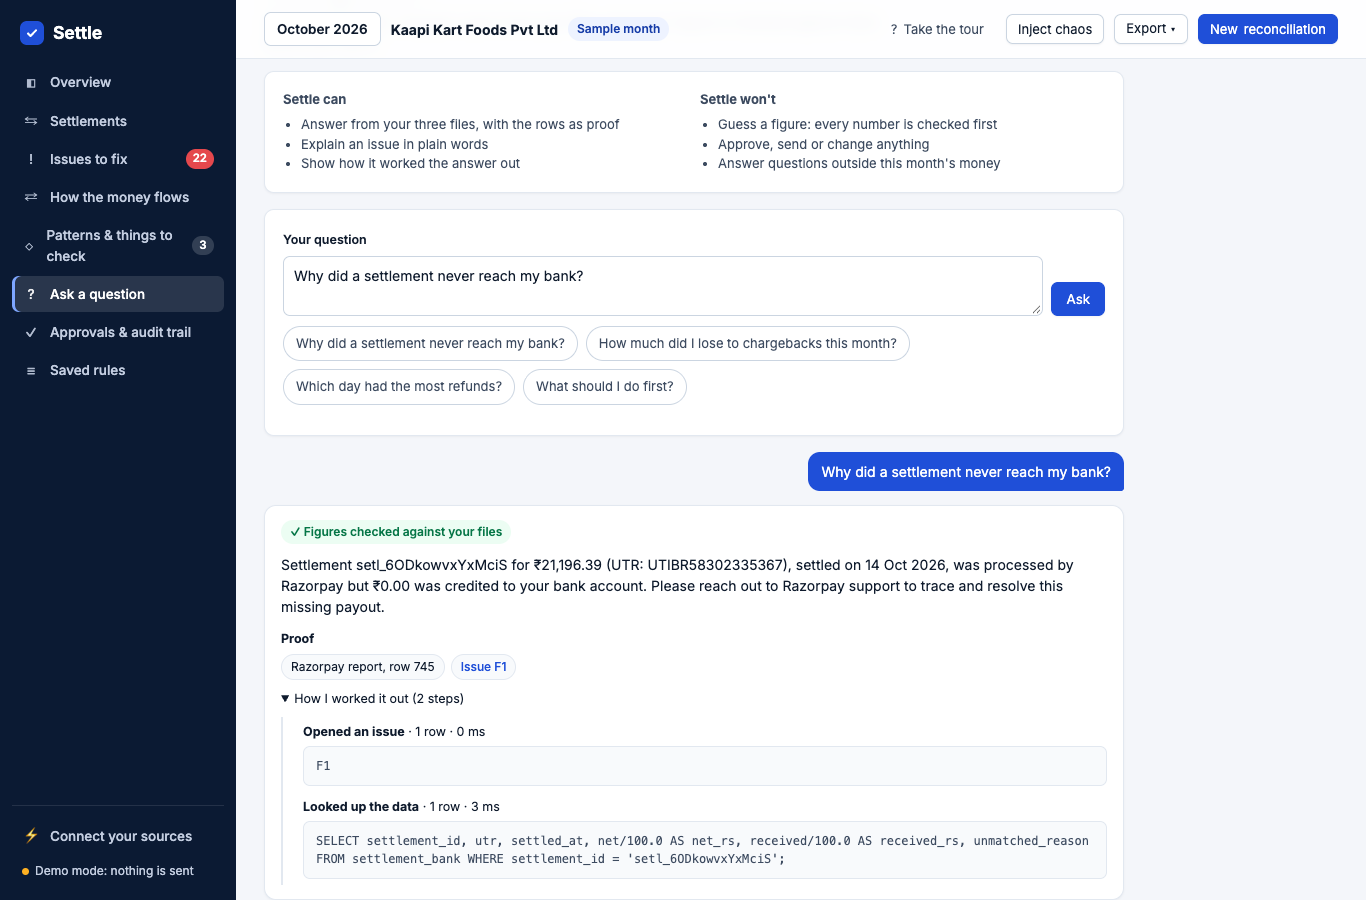 Settle
Overview
Settlements
Issues to fix 22
How the money flows
Patterns & things to
check 3
Ask a question
Approvals & audit trail
Saved rules
Connect your sources
Demo mode: nothing is sent
October 2026 Kaapi Kart Foods Pvt Ltd Sample month ? Take the tour Inject chaos Export New reconciliation
Settle can
Answer from your three files, with the rows as proof
Explain an issue in plain words
Show how it worked the answer out
Settle won't
Guess a figure: every number is checked first
Approve, send or change anything
Answer questions outside this month's money
Your question
Why did a settlement never reach my bank?
Ask
Why did a settlement never reach my bank? How much did I lose to chargebacks this month?
Which day had the most refunds? What should I do first?
Why did a settlement never reach my bank?
✓ Figures checked against your files
Settlement setl_6ODkowvxYxMciS for ₹21,196.39 (UTR: UTIBR58302335367), settled on 14 Oct 2026, was processed by
Razorpay but ₹0.00 was credited to your bank account. Please reach out to Razorpay support to trace and resolve this
missing payout.
Proof
Razorpay report, row 745 Issue F1
▼ How I worked it out (2 steps)
Opened an issue · 1 row · 0 ms
F1
Looked up the data · 1 row · 3 ms
SELECT settlement_id, utr, settled_at, net/100.0 AS net_rs, received/100.0 AS received_rs, unmatched_reason
FROM settlement_bank WHERE settlement_id = 'setl_6ODkowvxYxMciS';